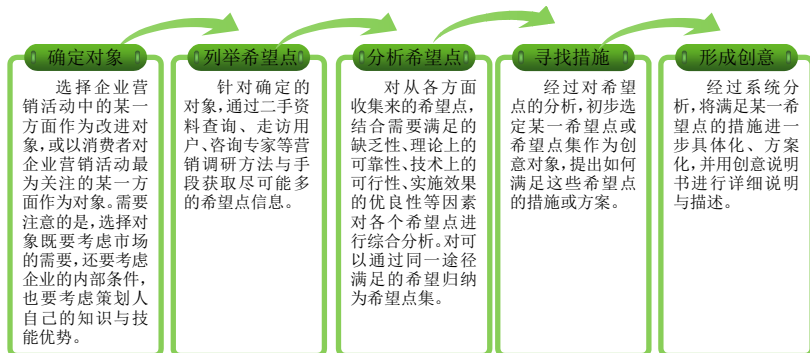 确定对象
选择企业营
销活动中的某一
方面作为改进对
象,或以消费者对
企业营销活动最
为关注的某一方
面作为对象。需要
注意的是,选择对
象既要考虑市场
的需要,还要考虑
企业的内部条件,
也要考虑策划人
自己的知识与技
能优势。
列举希望点
针对确定的
对象,通过二手资
料查询、走访用
户、咨询专家等营
销调研方法与手
段获取尽可能多
的希望点信息。
分析希望点
对从各方面
收集来的希望点,
结合需要满足的
缺乏性、理论上的
可靠性、技术上的
可行性、实施效果
的优良性等因素
对各个希望点进
行综合分析。对可
以通过同一途径
满足的希望归纳
为希望点集。
寻找措施
经过对希望
点的分析,初步选
定某一希望点或
希望点集作为创
意对象,提出如何
满足这些希望点
的措施或方案。
形成创意
经过系统分
析,将满足某一希
望点的措施进一
步具体化、方案
化,并用创意说明
书进行详细说明
与描述。